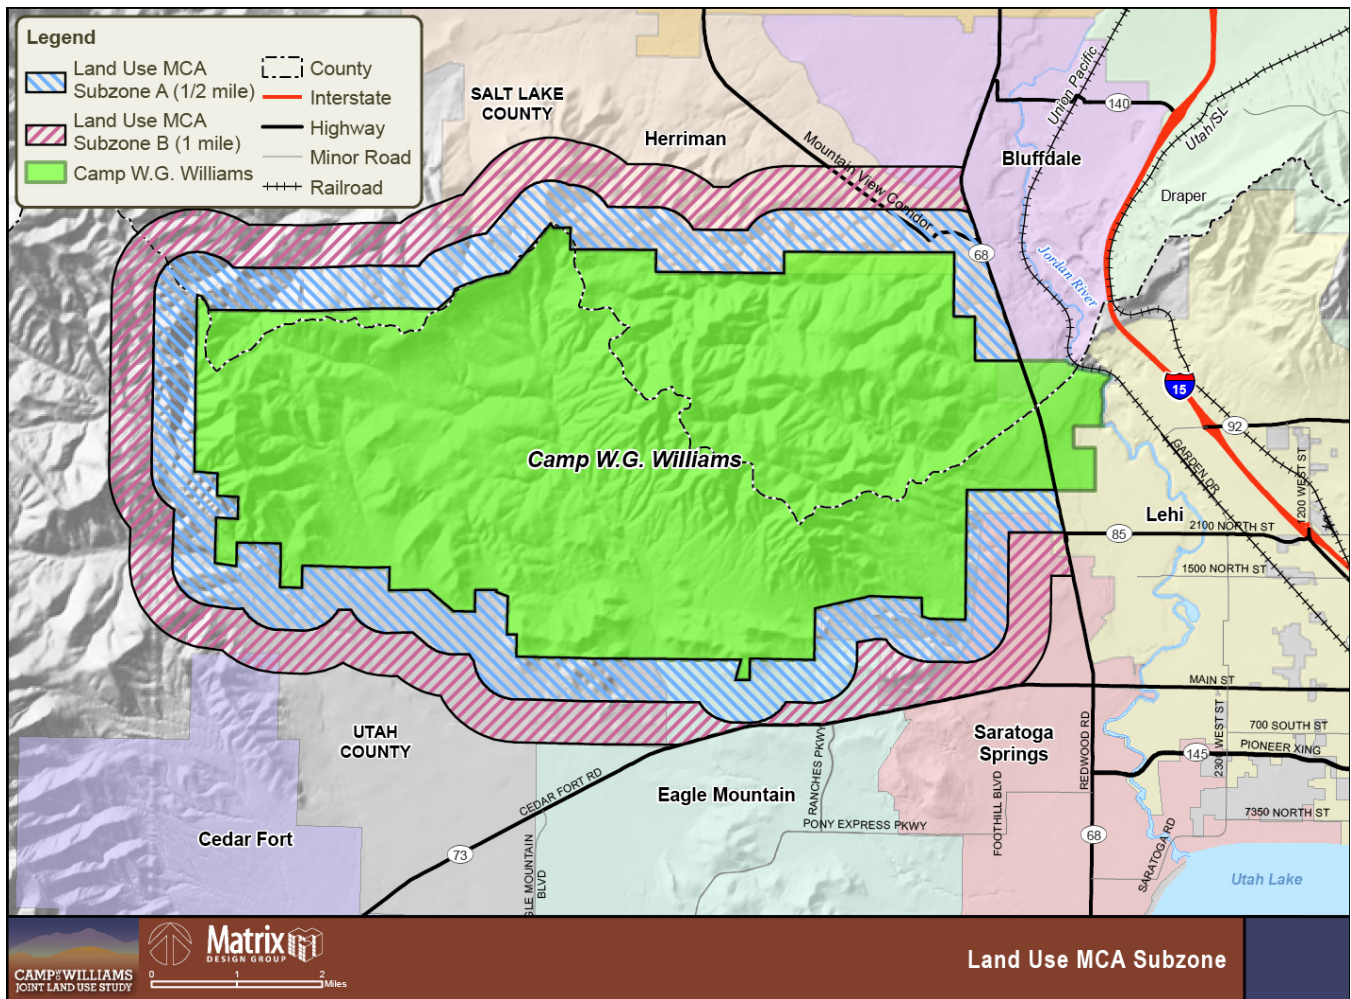 Legend
Land Use MCA
Subzone A (1/2 mile)
Land Use MCA
Subzone B (1 mile)
Camp W.G. Williams
County
Interstate
Highway
Minor Road
Railroad
SALT LAKE
COUNTY
Herriman
Mountain View Corridor
Union Pacific
140
Bluffdale
Utah/SL
Draper
68
Jordan River
15
92
Camp W.G. Williams
GARDEN DR
1200 WEST ST
Lehi
2100 NORTH ST
85
1500 NORTH ST
MAIN ST
UTAH
COUNTY
Saratoga
Springs
REDWOOD RD
2300 WEST ST
700 SOUTH ST
PIONEER XING
145
CEDAR FORT RD
RANCHES PKWY
Eagle Mountain
FOOTHILL BLVD
7350 NORTH ST
PONY EXPRESS PKWY
Cedar Fort
73
68
SARATOGA RD
GLE MOUNTAIN
BLVD
Utah Lake
CAMP W.G. WILLIAMS
JOINT LAND USE STUDY
Matrix
DESIGN GROUP
0 1 2
Miles
Land Use MCA Subzone